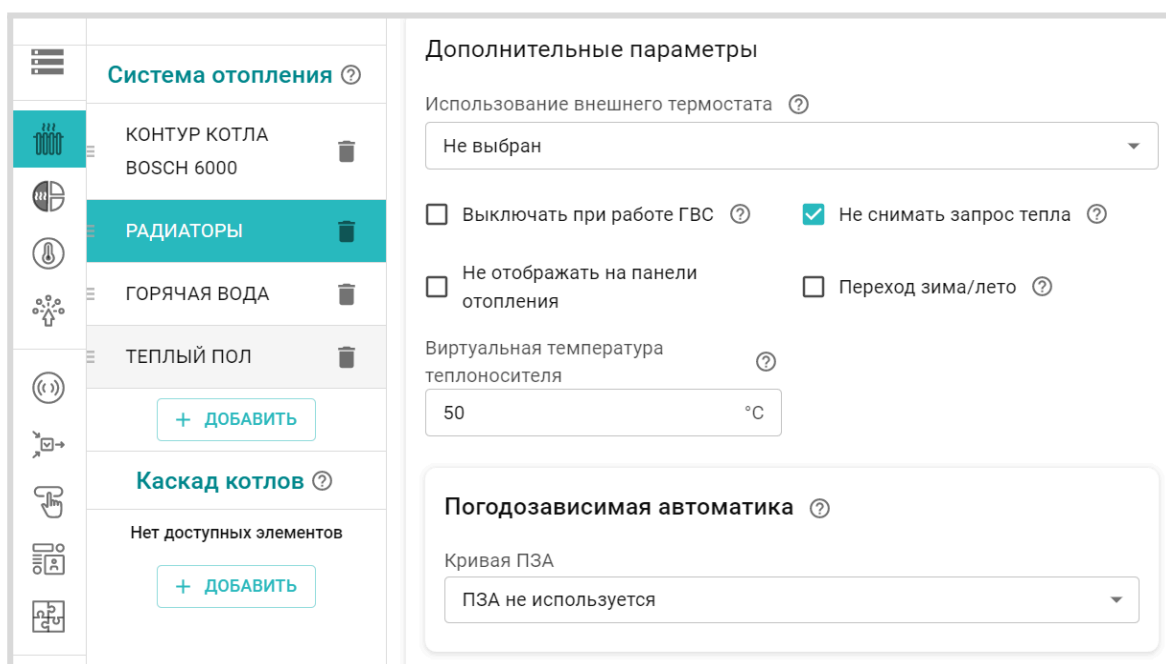 Система отопления
КОНТУР КОТЛА
BOSCH 6000
РАДИАТОРЫ
ГОРЯЧАЯ ВОДА
ТЕПЛЫЙ ПОЛ
+ ДОБАВИТЬ
Каскад котлов
Нет доступных элементов
+ ДОБАВИТЬ
Дополнительные параметры
Использование внешнего термостата
Не выбран
Выключать при работе ГВС
Не снимать запрос тепла
Не отображать на панели
отопления
Переход зима/лето
Виртуальная температура
теплоносителя
50 °C
Погодозависимая автоматика
Кривая ПЗА
ПЗА не используется